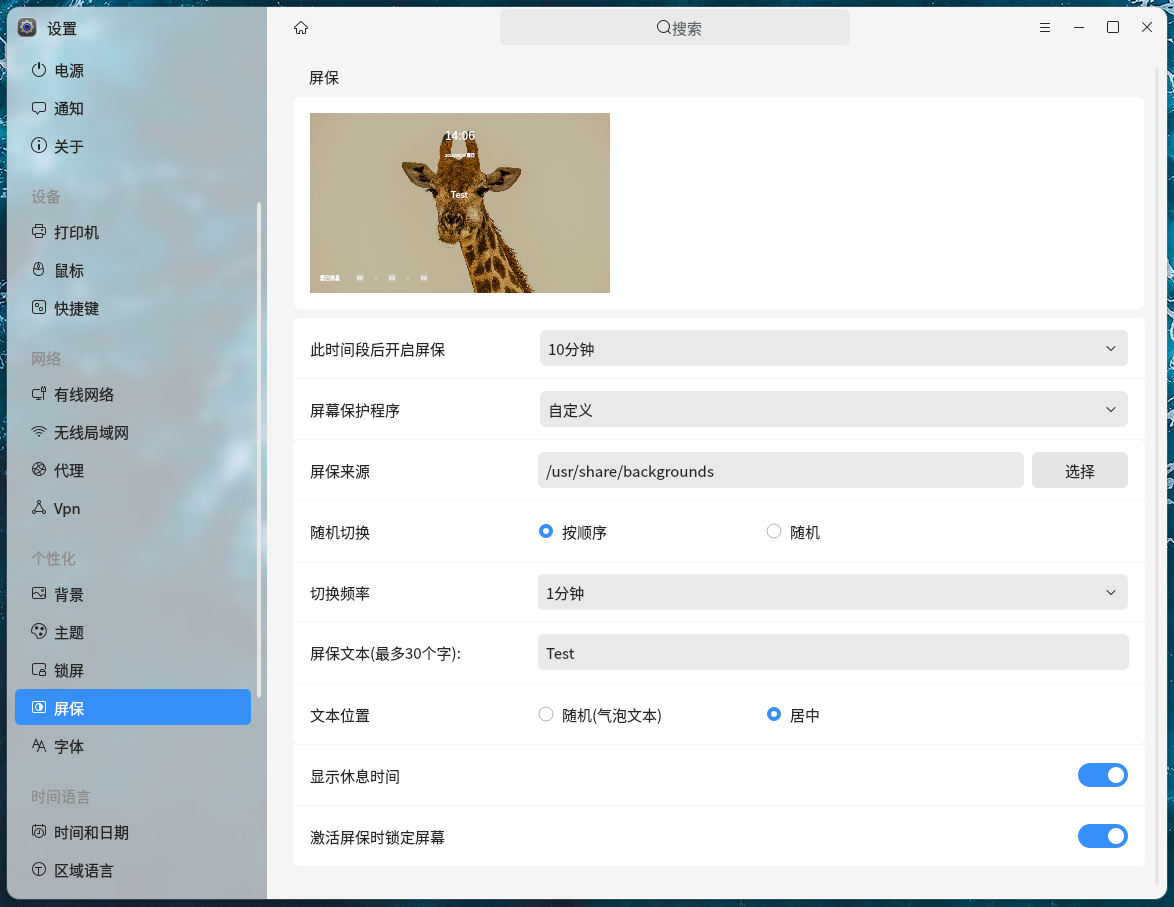 设置
搜索
电源
通知
关于
设备
打印机
鼠标
快捷键
网络
有线网络
无线局域网
代理
Vpn
个性化
背景
主题
锁屏
屏保
字体
时间语言
时间和日期
区域语言
屏保
14:06
Test
您已休息
此时间段后开启屏保
10分钟
屏幕保护程序
自定义
屏保来源
/usr/share/backgrounds
选择
随机切换
按顺序
随机
切换频率
1分钟
屏保文本(最多30个字):
Test
文本位置
随机(气泡文本)
居中
显示休息时间
激活屏保时锁定屏幕